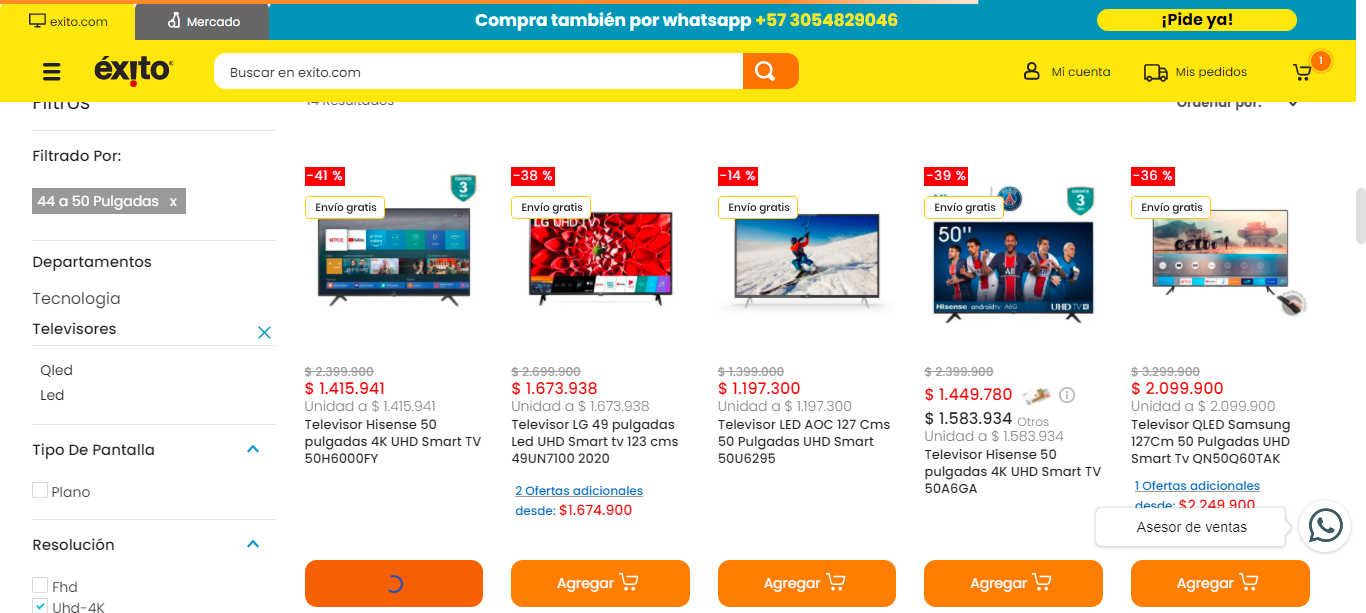 exito.com
Mercado
Compra también por whatsapp +57 3054829046
¡Pide ya!
éxito
Buscar en exito.com
Mi cuenta
Mis pedidos
1
Filtros
14 Resultados
Ordenar por:
Filtrado Por:
44 a 50 Pulgadas x
Departamentos
Tecnologia
Televisores
Qled
Led
Tipo De Pantalla
Plano
Resolución
Fhd
Uhd-4K
-41 %
3
Envío gratis
$ 2.399.900
$ 1.415.941
Unidad a $ 1.415.941
Televisor Hisense 50
pulgadas 4K UHD Smart TV
50H6000FY
-38 %
Envío gratis
LG UHD TV
$ 2.699.900
$ 1.673.938
Unidad a $ 1.673.938
Televisor LG 49 pulgadas
Led UHD Smart tv 123 cms
49UN7100 2020
2 Ofertas adicionales
desde: $1.674.900
Agregar
-14 %
Envío gratis
$ 1.399.000
$ 1.197.300
Unidad a $ 1.197.300
Televisor LED AOC 127 Cms
50 Pulgadas UHD Smart
50U6295
Agregar
-39 %
3
Envío gratis
50"
Hisense androidtv A6G UHD TV
$ 2.399.900
$ 1.449.780
$ 1.583.934 Otros
Unidad a $ 1.583.934
Televisor Hisense 50
pulgadas 4K UHD Smart TV
50A6GA
Agregar
-36 %
Envío gratis
$ 3.299.900
$ 2.099.900
Unidad a $ 2.099.900
Televisor QLED Samsung
127Cm 50 Pulgadas UHD
Smart Tv QN50Q60TAK
1 Ofertas adicionales
desde: $2.249.900
Asesor de ventas
Agregar